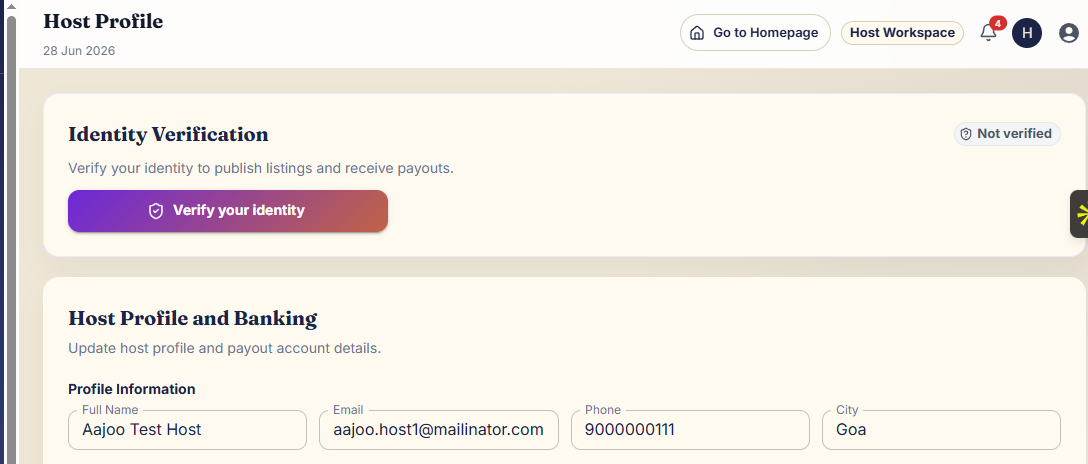 Host Profile
28 Jun 2026
Go to Homepage
Host Workspace
4
H
Identity Verification
Not verified
Verify your identity to publish listings and receive payouts.
Verify your identity
Host Profile and Banking
Update host profile and payout account details.
Profile Information
Full Name
Aajoo Test Host
Email
aajoo.host1@mailinator.com
Phone
9000000111
City
Goa